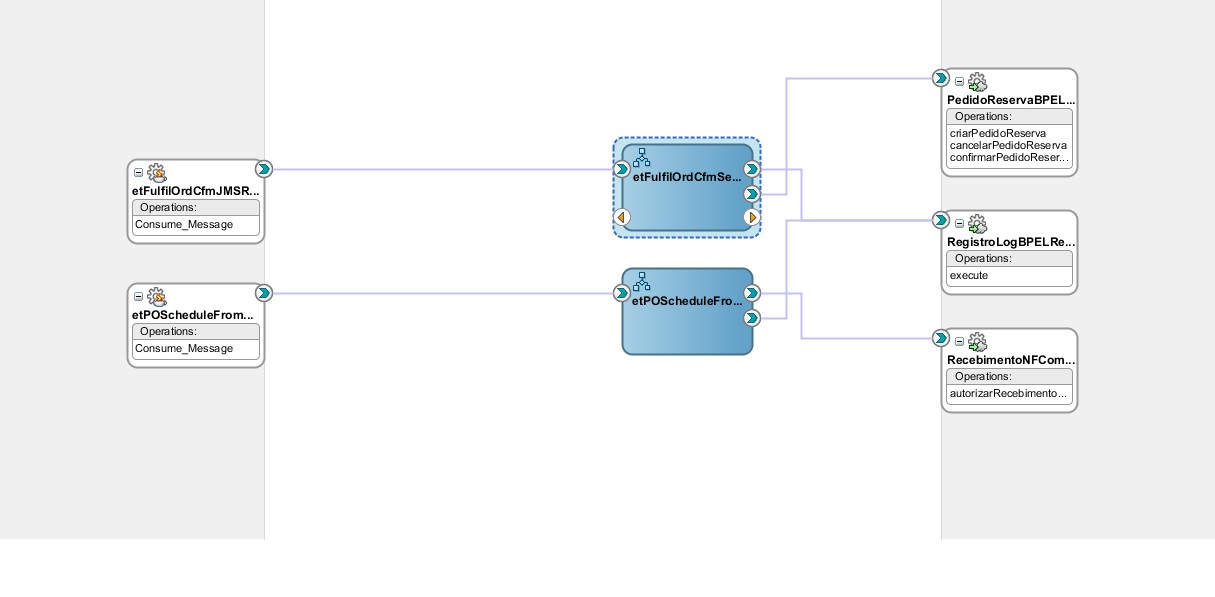 etFulfilOrdCfmJMSR...
Operations:
Consume_Message
etPOScheduleFrom...
Operations:
Consume_Message
etFulfilOrdCfmSe...
etPOScheduleFro...
PedidoReservaBPEL...
Operations:
criarPedidoReserva
cancelarPedidoReserva
confirmarPedidoReser...
RegistroLogBPELRe...
Operations:
execute
RecebimentoNFCom...
Operations:
autorizarRecebimento...